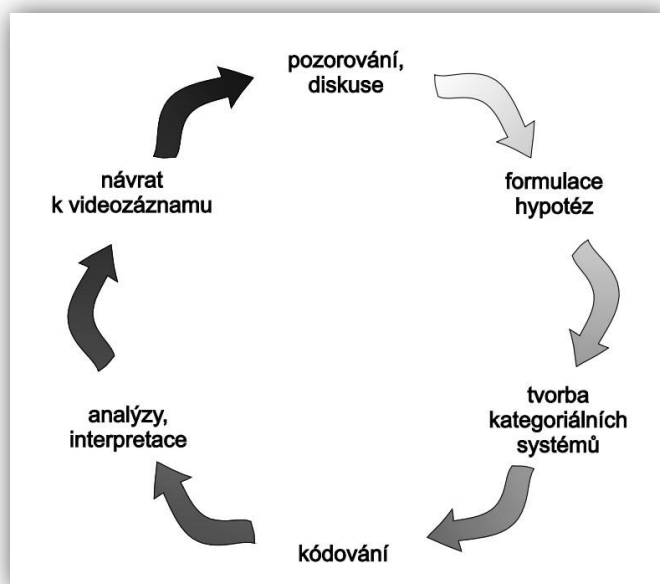 pozorování,
diskuse
formulace
hypotéz
tvorba
kategoriálních
systémů
kódování
analýzy,
interpretace
návrat
k videozáznamu